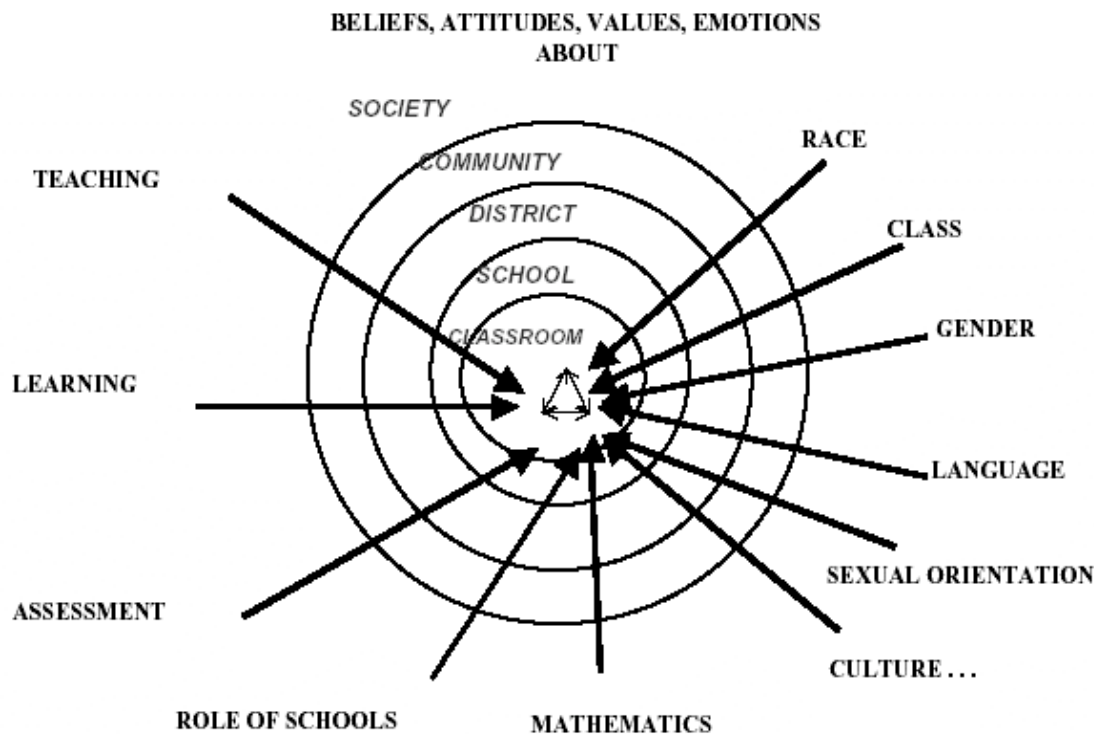 BELIEFS, ATTITUDES, VALUES, EMOTIONS
ABOUT
SOCIETY
RACE
COMMUNITY
TEACHING
DISTRICT
CLASS
SCHOOL
GENDER
CLASSROOM
LEARNING
LANGUAGE
SEXUAL ORIENTATION
ASSESSMENT
CULTURE . . .
ROLE OF SCHOOLS
MATHEMATICS